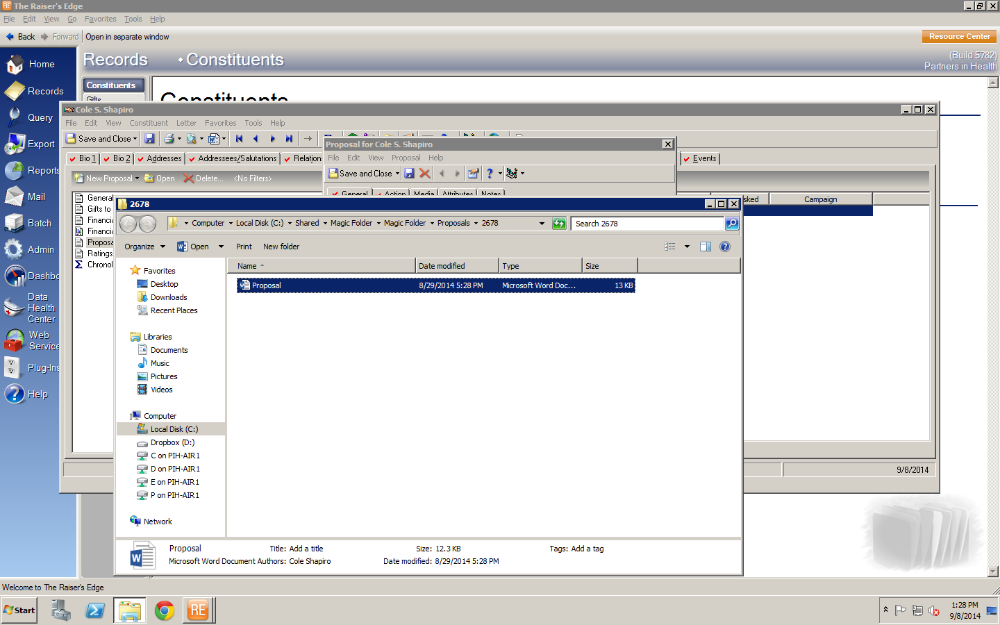 The Raiser's Edge
File Edit View Go Favorites Tools Help
Back Forward Open in separate window
Resource Center
Records • Constituents
(Build 5782)
Partners in Health
Home
Records
Query
Export
Reports
Mail
Batch
Admin
Dashbo
Data
Health
Center
Web
Service
Plug-Ins
Help
Constituents
Gifts
Constituents
Cole S. Shapiro
File Edit View Constituent Letter Favorites Tools Help
Save and Close
Bio 1 Bio 2 Addresses Addressees/Salutations Relation Events
New Proposal Open Delete... <No Filters>
General
Gifts to
Financia
Financia
Proposa
Ratings
Chronol
sked Campaign
9/8/2014
Proposal for Cole S. Shapiro
File Edit View Proposal Help
Save and Close
General Action Media Attributes Notes
2678
Computer Local Disk (C:) Shared Magic Folder Magic Folder Proposals 2678
Search 2678
Organize Open Print New folder
Favorites
Desktop
Downloads
Recent Places
Libraries
Documents
Music
Pictures
Videos
Computer
Local Disk (C:)
Dropbox (D:)
C on PIH-AIR1
D on PIH-AIR1
E on PIH-AIR1
P on PIH-AIR1
Network
Name Date modified Type Size
Proposal 8/29/2014 5:28 PM Microsoft Word Doc... 13 KB
Proposal Title: Add a title Size: 12.3 KB Tags: Add a tag
Microsoft Word Document Authors: Cole Shapiro Date modified: 8/29/2014 5:28 PM
Welcome to The Raiser's Edge
Start
RE
1:28 PM
9/8/2014